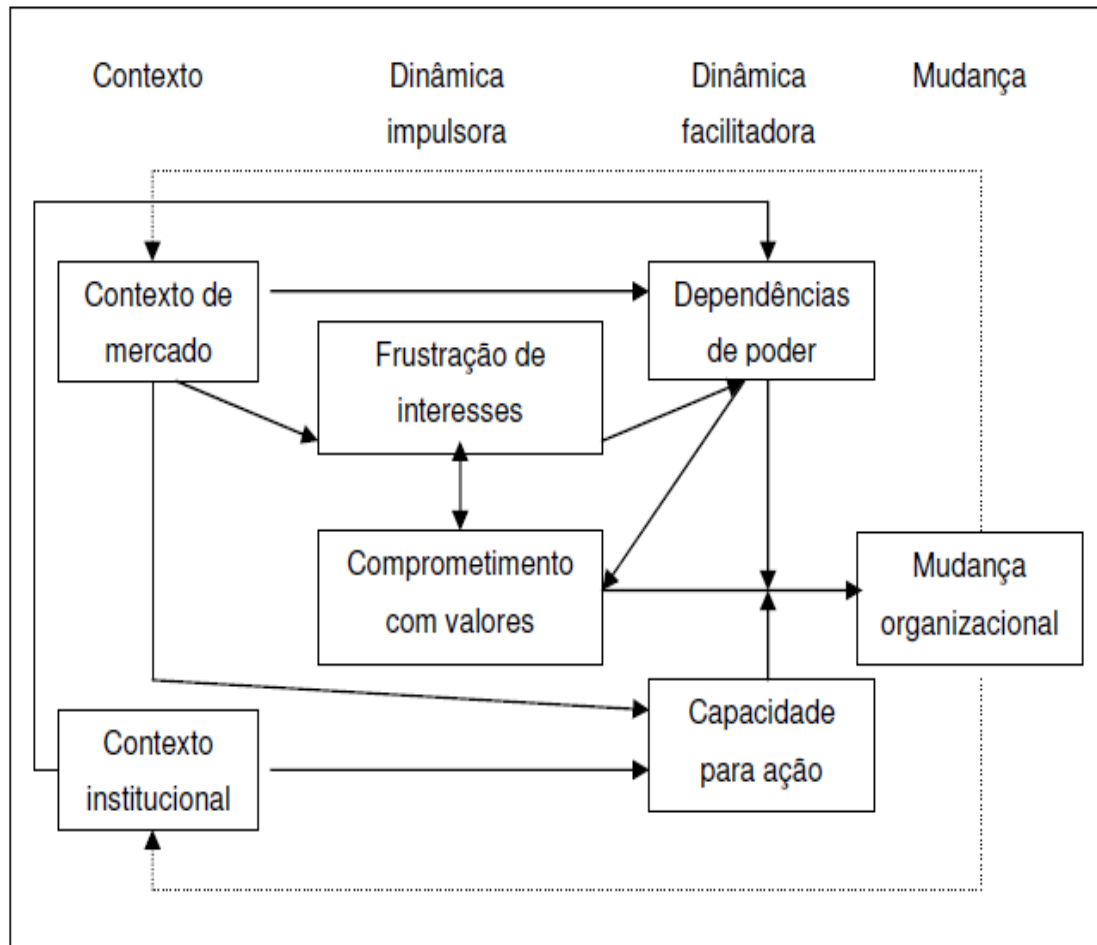 Contexto
Dinâmica
impulsora
Dinâmica
facilitadora
Mudança
Contexto de
mercado
Dependências
de poder
Frustração de
interesses
Comprometimento
com valores
Mudança
organizacional
Capacidade
para ação
Contexto
institucional